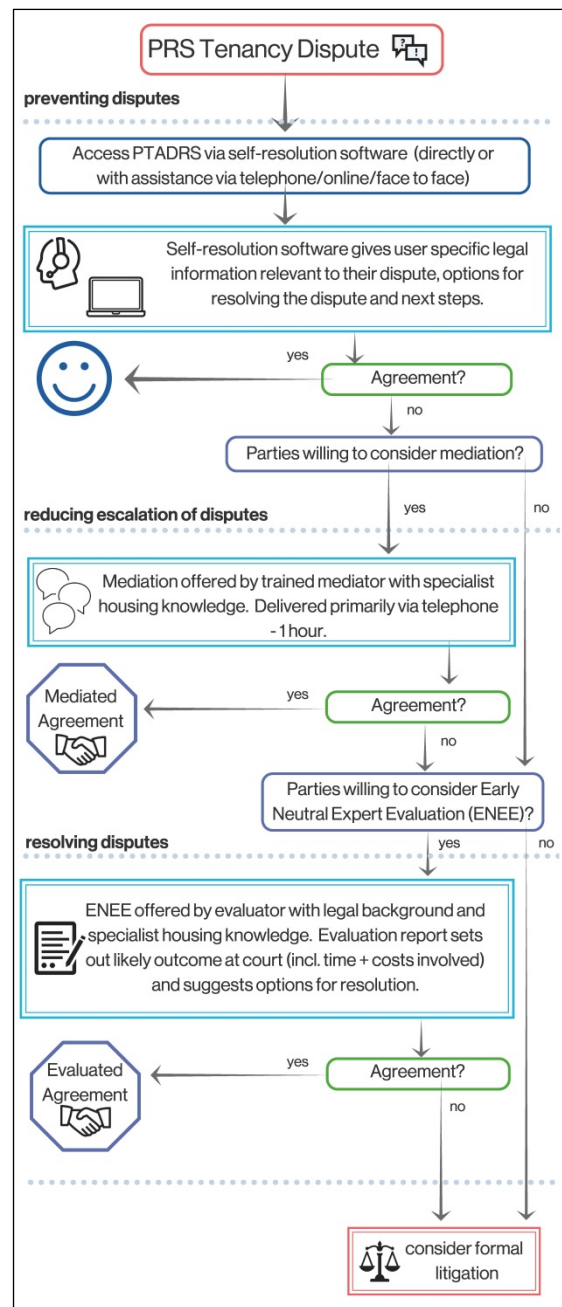 PRS Tenancy Dispute
? !
preventing disputes
Access PTADRS via self-resolution software (directly or
with assistance via telephone/online/face to face)
Self-resolution software gives user specific legal
information relevant to their dispute, options for
resolving the dispute and next steps.
yes
Agreement?
no
Parties willing to consider mediation?
yes
no
reducing escalation of disputes
Mediation offered by trained mediator with specialist
housing knowledge. Delivered primarily via telephone
- 1 hour.
Mediated
Agreement
yes
Agreement?
no
Parties willing to consider Early
Neutral Expert Evaluation (ENEE)?
resolving disputes
yes
no
ENEE offered by evaluator with legal background and
specialist housing knowledge. Evaluation report sets
out likely outcome at court (incl. time + costs involved)
and suggests options for resolution.
Evaluated
Agreement
yes
Agreement?
no
consider formal
litigation